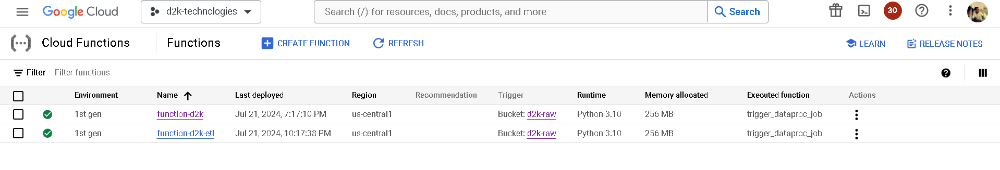 Google Cloud d2k-technologies Search (/) for resources, docs, products, and more Search 30
Cloud Functions Functions CREATE FUNCTION REFRESH LEARN RELEASE NOTES
Filter Filter functions
Environment Name Last deployed Region Recommendation Trigger Runtime Memory allocated Executed function Actions
1st gen function-d2k Jul 21, 2024, 7:17:10 PM us-central1 Bucket: d2k-raw Python 3.10 256 MB trigger_dataproc_job
1st gen function-d2k-etl Jul 21, 2024, 10:17:38 PM us-central1 Bucket: d2k-raw Python 3.10 256 MB trigger_dataproc_job